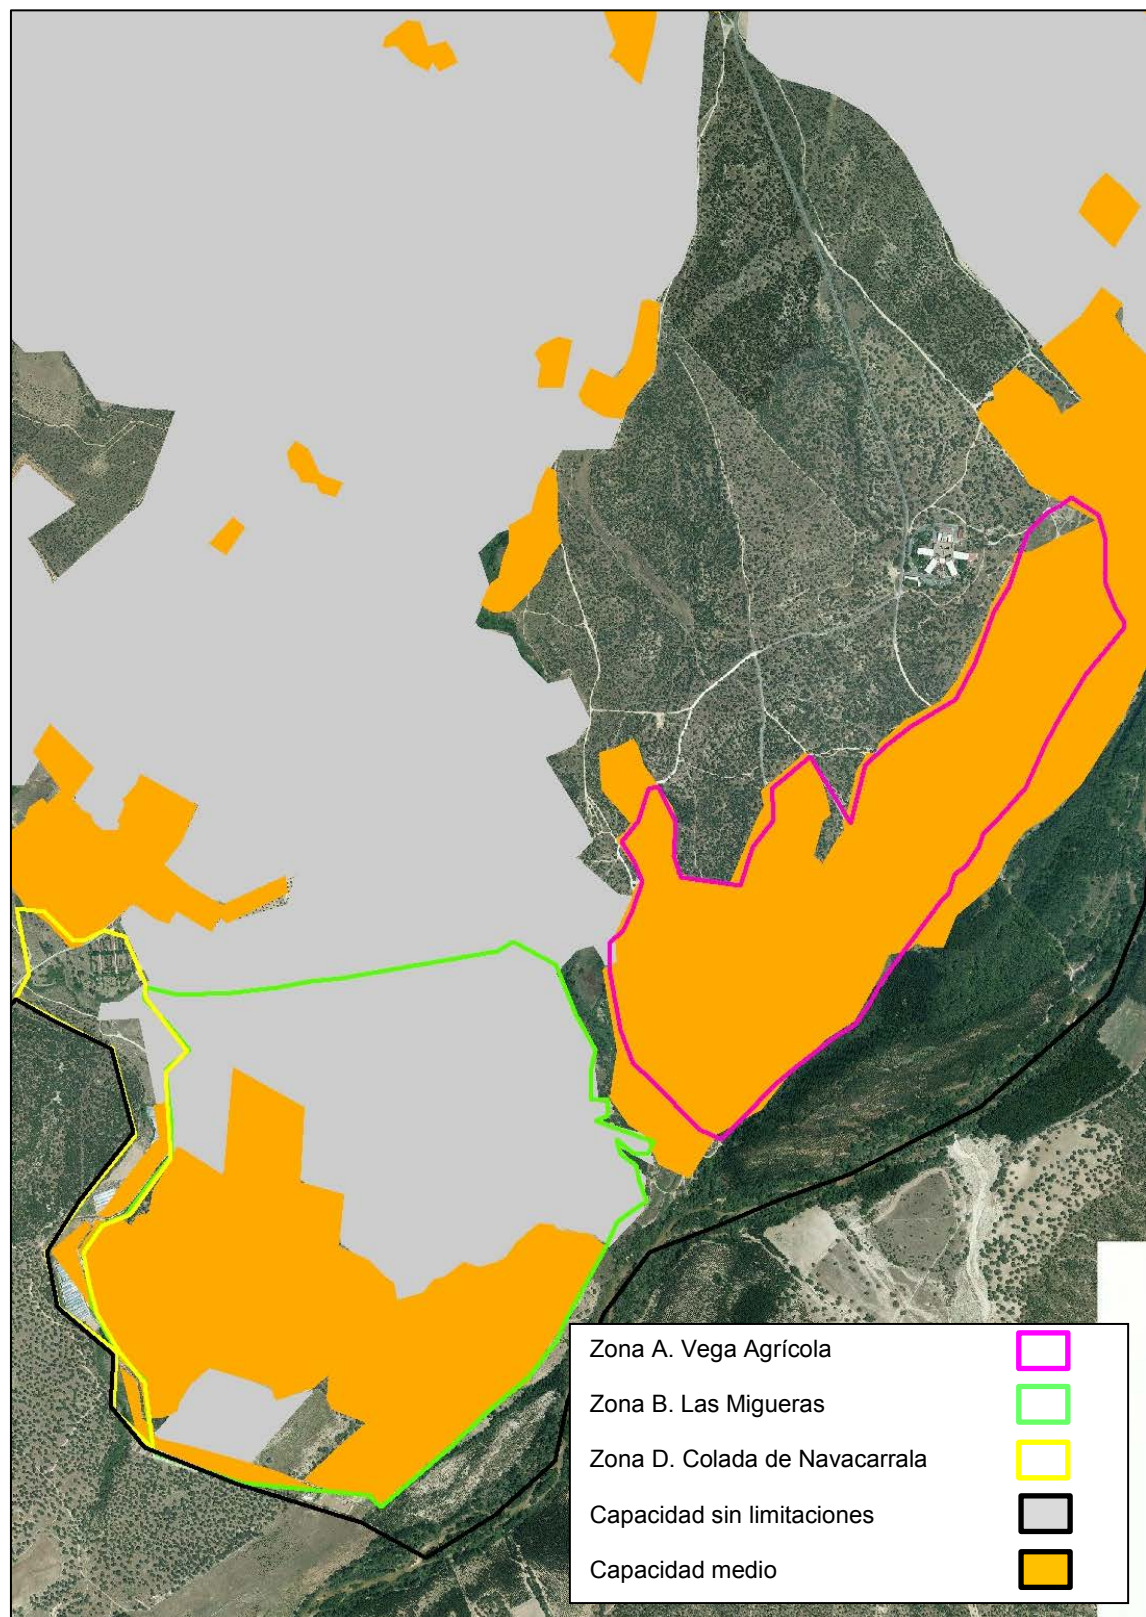 Zona A. Vega Agrícola
Zona B. Las Migueras
Zona D. Colada de Navacarrala
Capacidad sin limitaciones
Capacidad medio